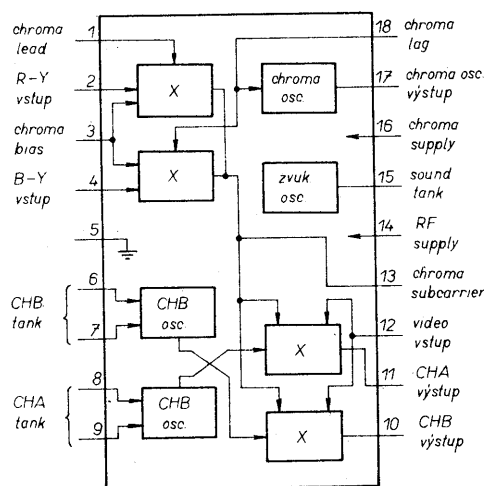 chroma
lead
1
R-Y
vstup
2
chroma
bias
3
B-Y
vstup
4
5
CHB
tank
6
7
CHA
tank
8
9
X
X
chroma
osc.
zvuk
osc.
CHB
osc.
CHB
osc.
X
X
18
chroma
lag
17
chroma osc.
výstup
16
chroma
supply
15
sound
tank
14
RF
supply
13
chroma
subcarrier
12
video
vstup
11
CHA
výstup
10
CHB
výstup